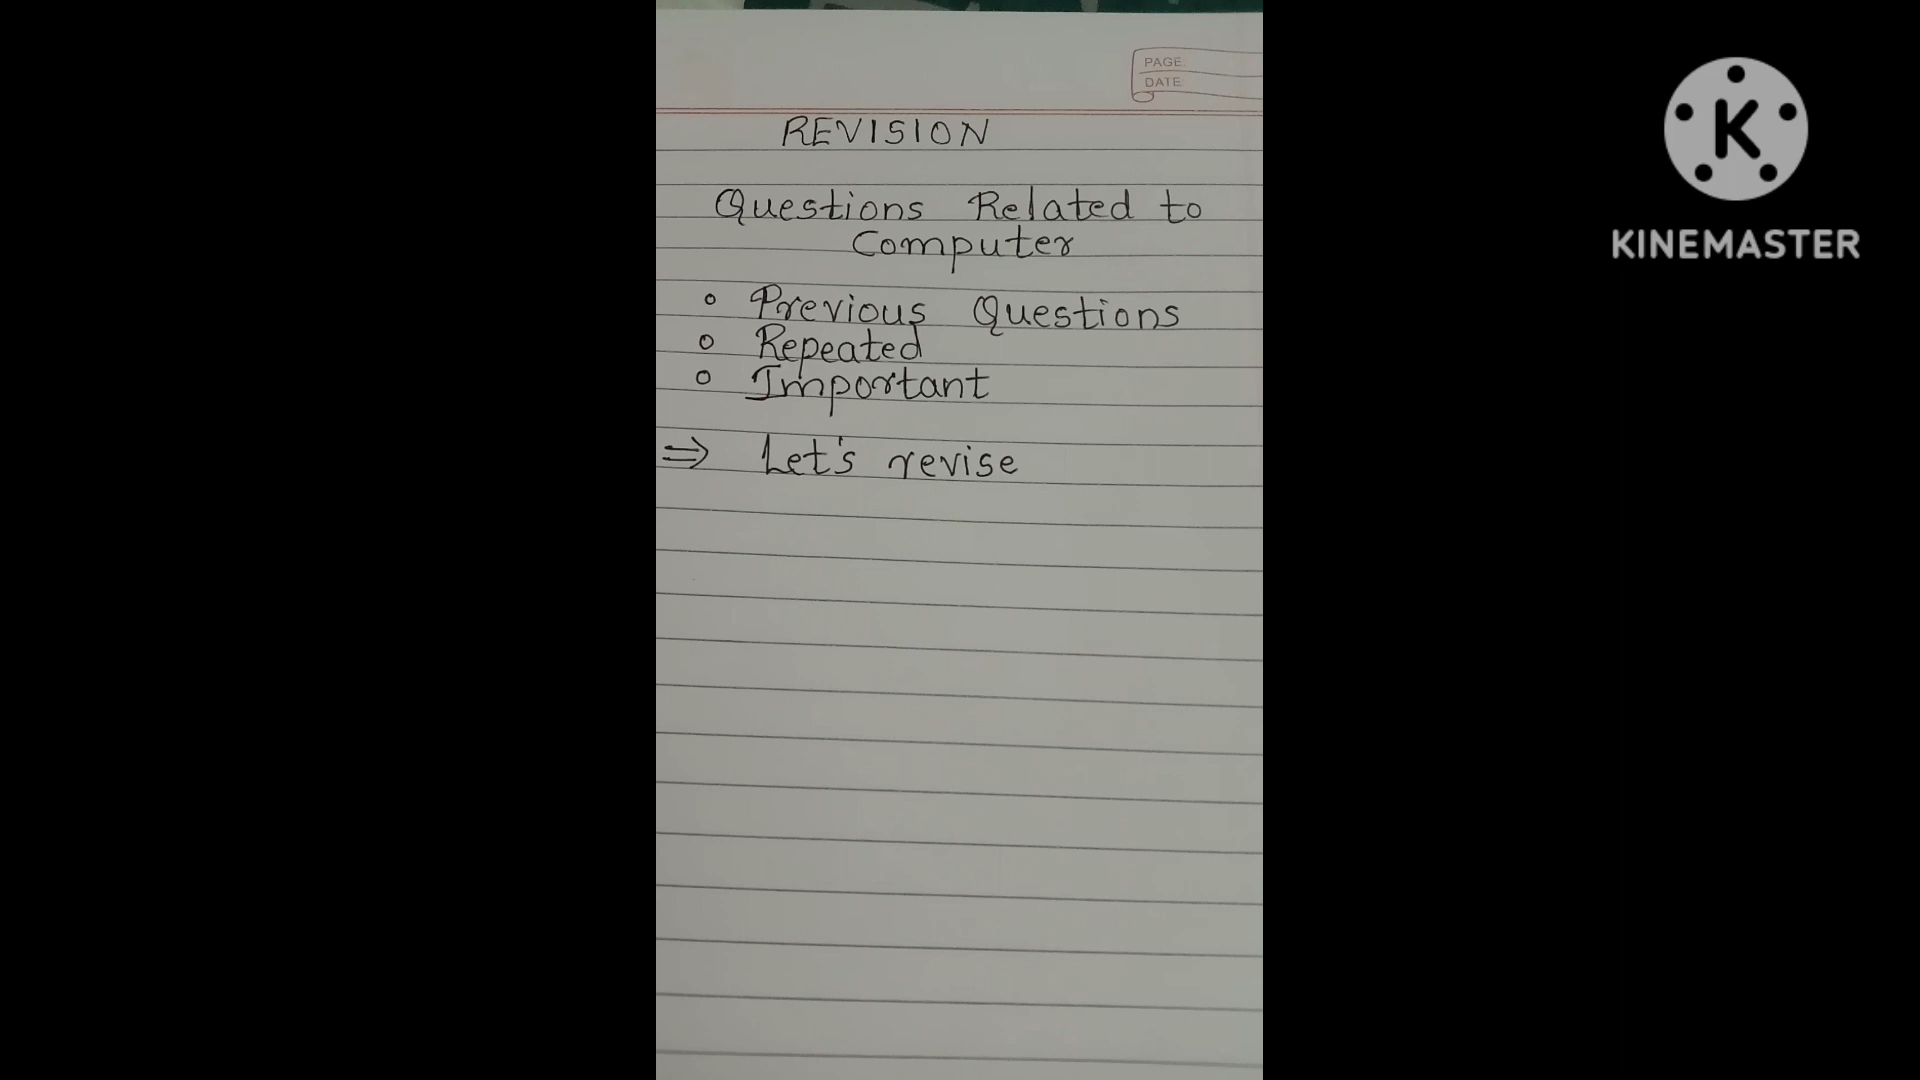 PAGE
DATE
REVISION
Questions Related to
Computer
o Previous Questions
o Repeated
o Important
⇒ Let's revise
K
KINEMASTER